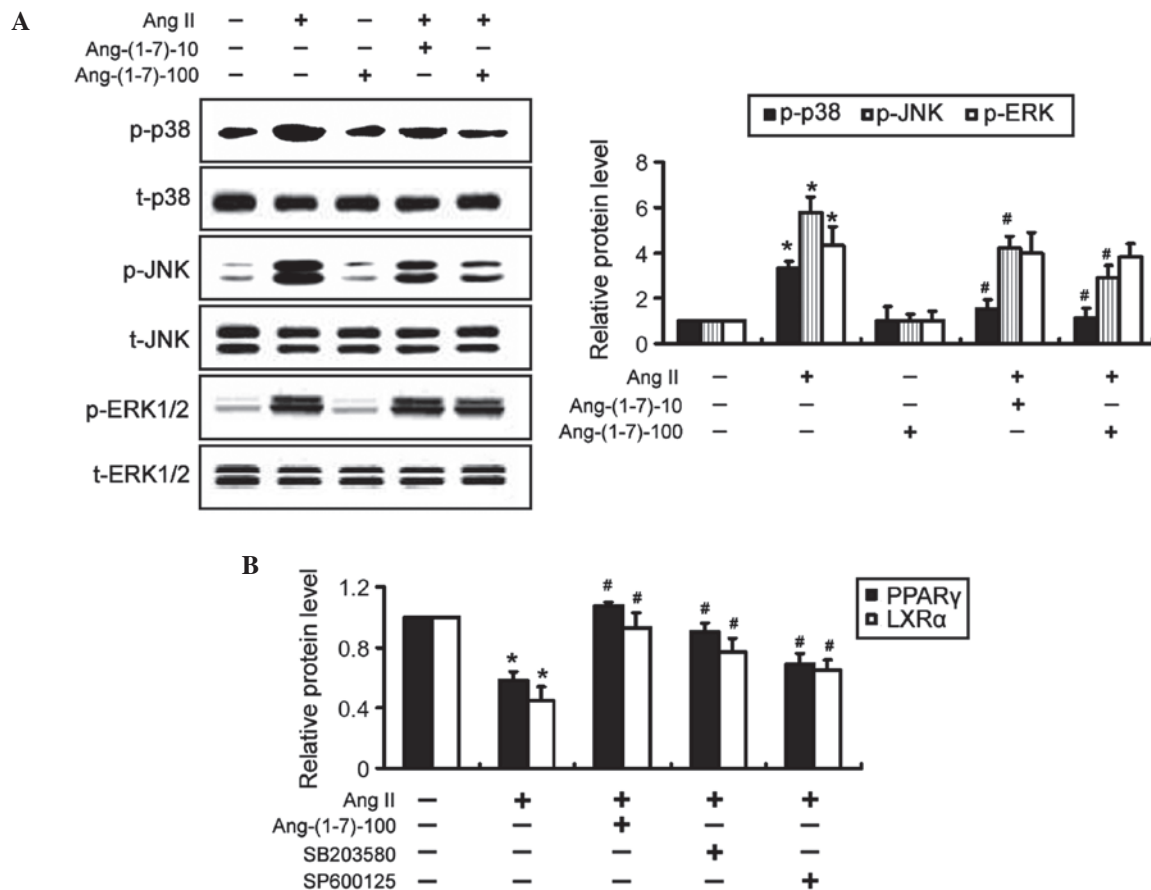 A
Ang II − + − + +
Ang-(1-7)-10 − − − + −
Ang-(1-7)-100 − − + − +
p-p38
t-p38
p-JNK
t-JNK
p-ERK1/2
t-ERK1/2
p-p38 p-JNK p-ERK
Relative protein level
8
6
4
2
0
* * *
# #
# #
Ang II − + − + +
Ang-(1-7)-10 − − − + −
Ang-(1-7)-100 − − + − +
B
PPARγ
LXRα
Relative protein level
1.2
0.8
0.4
0
* * # # # # # #
Ang II − + + + +
Ang-(1-7)-100 − − + − −
SB203580 − − − + −
SP600125 − − − − +